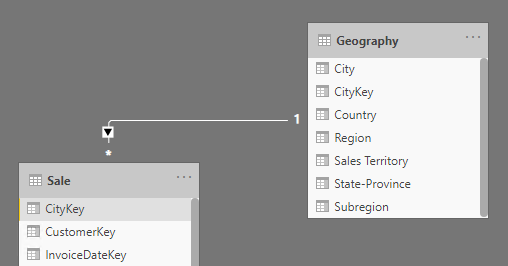 Geography
City
CityKey
Country
Region
Sales Territory
State-Province
Subregion
1
*
Sale
CityKey
CustomerKey
InvoiceDateKey